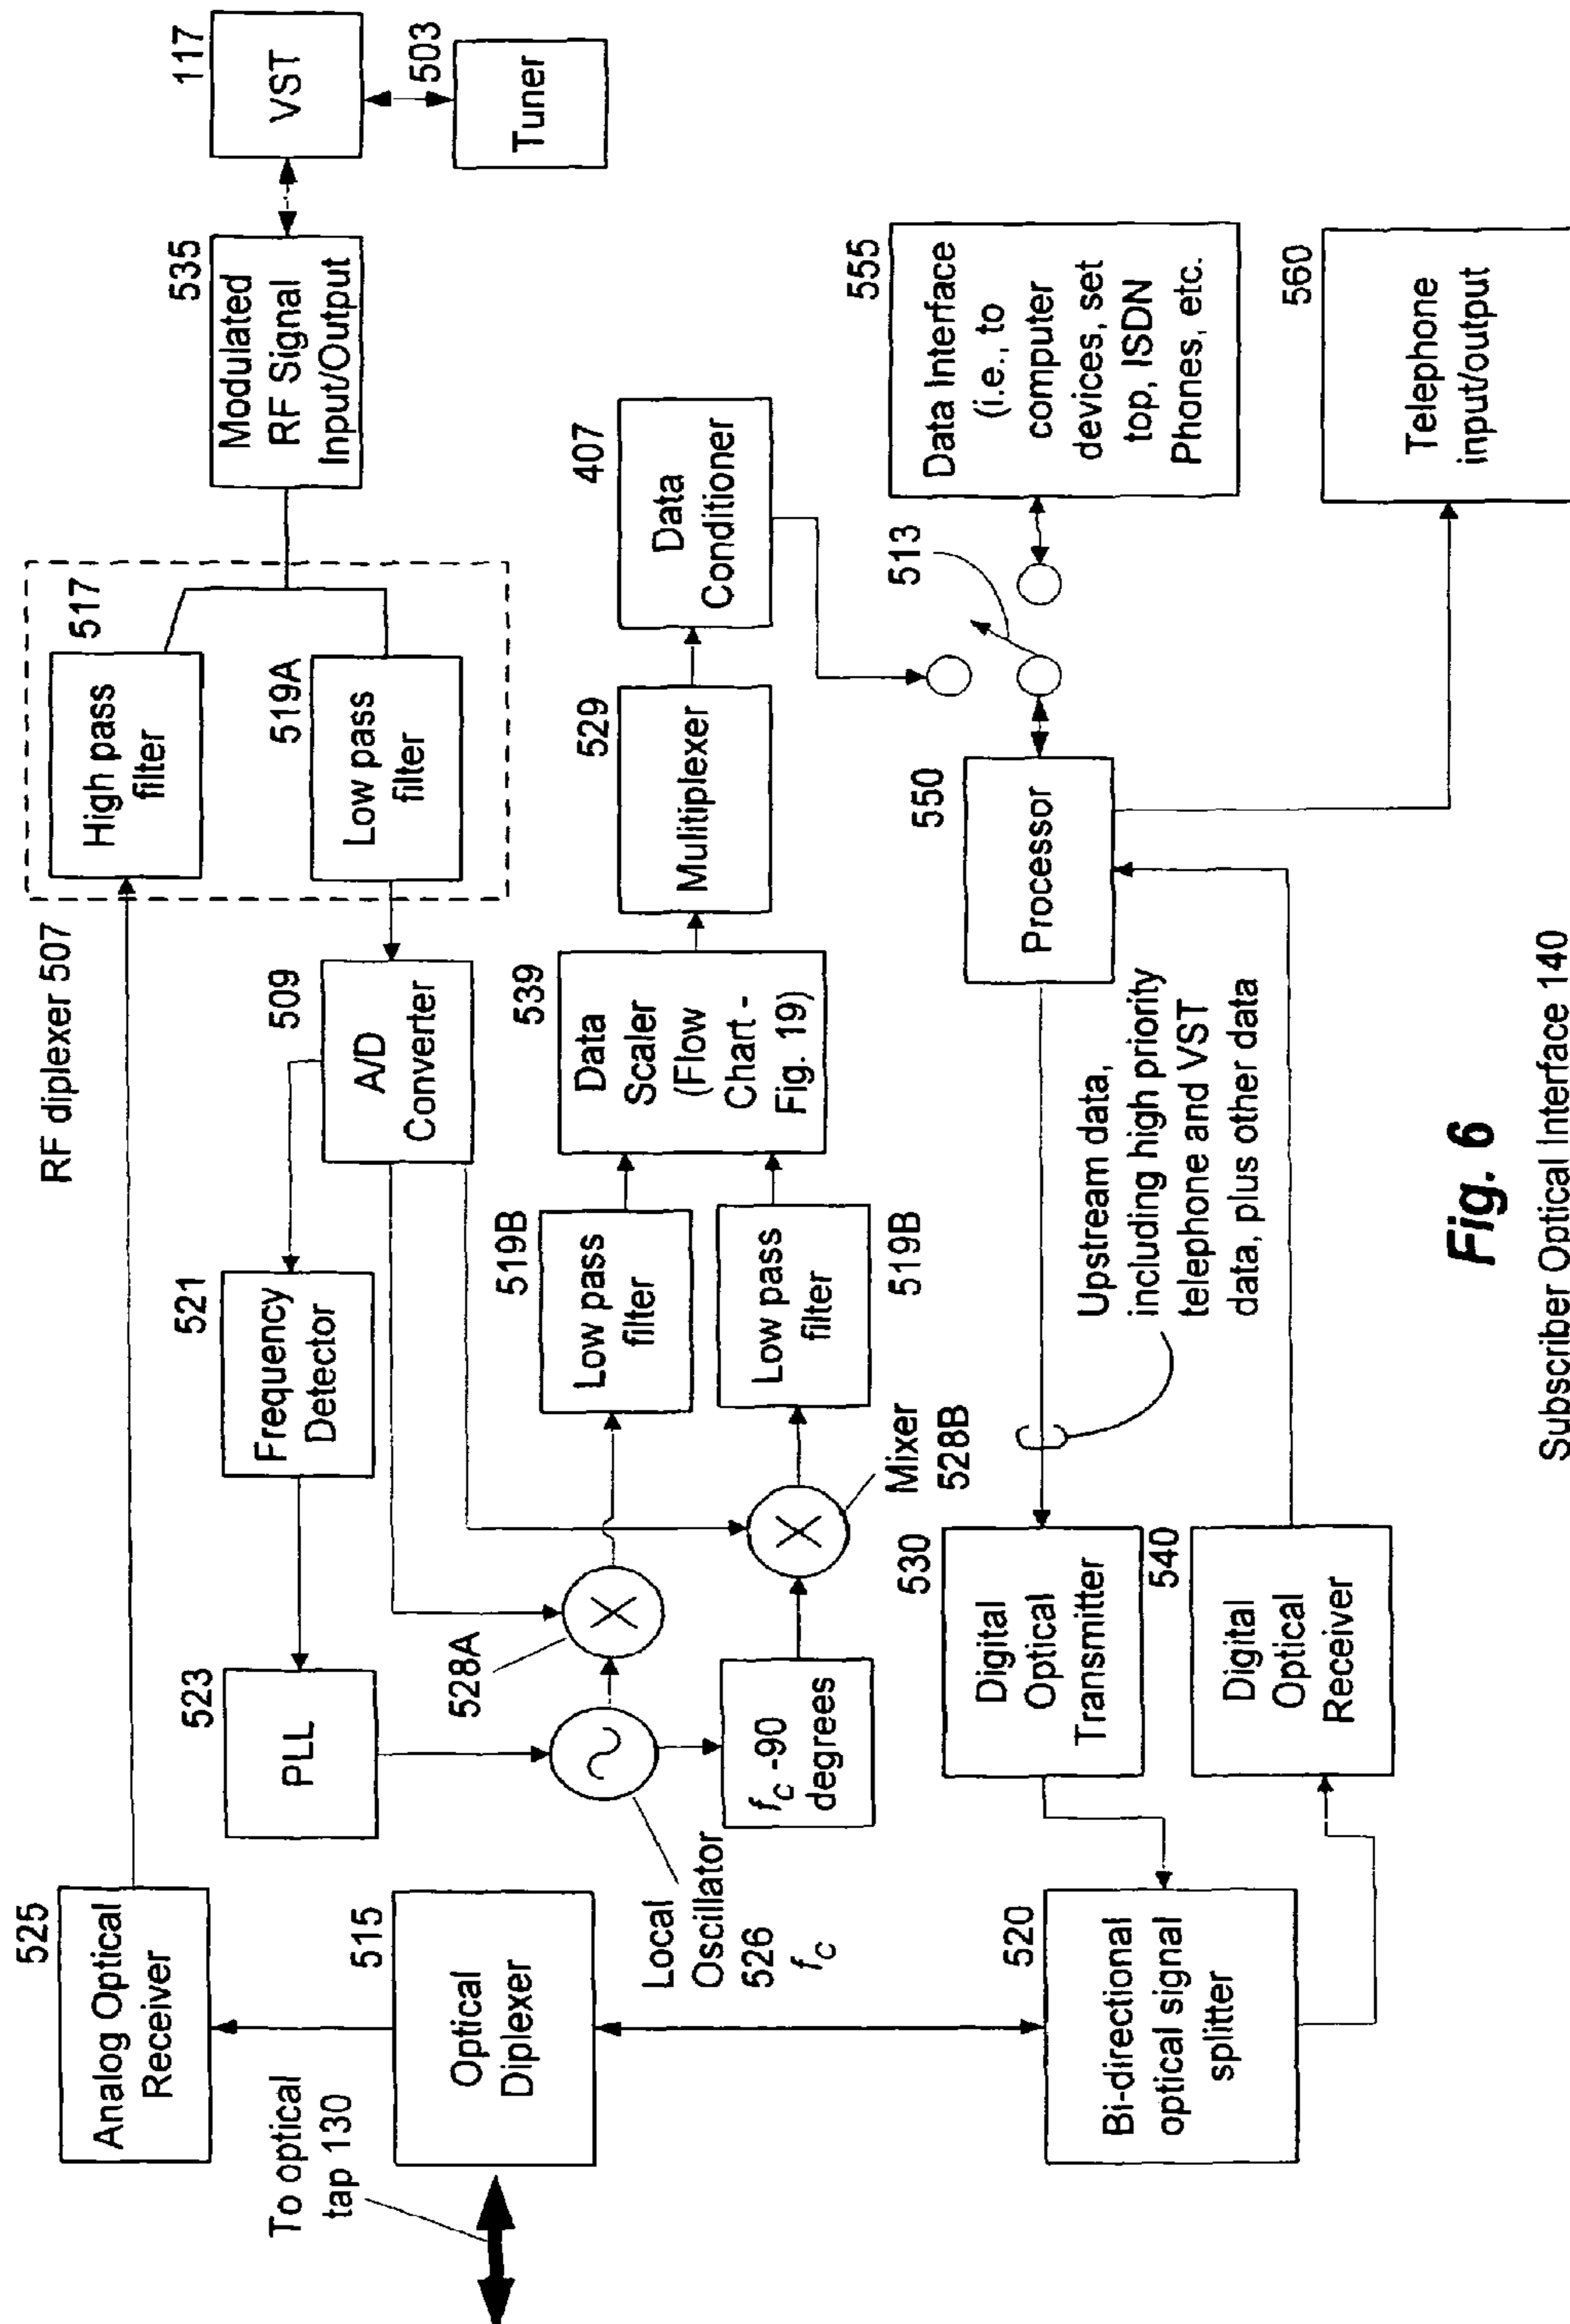 525
Analog Optical
Receiver
To optical
tap 130
515
Optical
Diplexer
RF diplexer 507
517
High pass
filter
519A
Low pass
filter
535
Modulated
RF Signal
Input/Output
117
VST
503
Tuner
523
PLL
521
Frequency
Detector
509
A/D
Converter
Local
Oscillator
526
fc
528A
fc -90
degrees
Mixer
528B
519B
Low pass
filter
Low pass
filter
519B
539
Data
Scaler
(Flow
Chart -
Fig. 19)
529
Mulitplexer
407
Data
Conditioner
513
555
Data Interface
(i.e., to
computer
devices, set
top, ISDN
Phones, etc.
520
Bi-directional
optical signal
splitter
530
Digital
Optical
Transmitter
540
Digital
Optical
Receiver
Upstream data,
including high priority
telephone and VST
data, plus other data
550
Processor
560
Telephone
input/output
Fig. 6
Subscriber Optical Interface 140